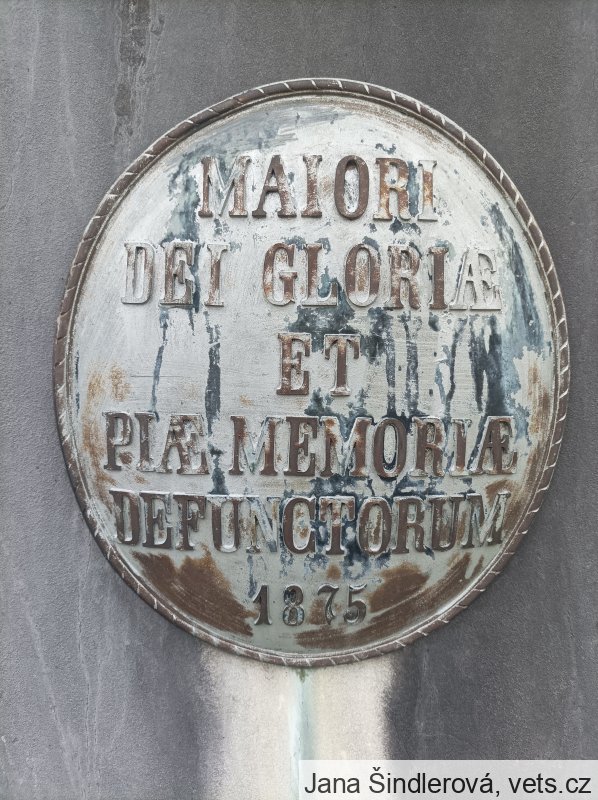 MAIORI
DEI GLORIÆ
ET
PIÆ MEMORIÆ
DEFUNCTORUM
1875
Jana Šindlerová, vets.cz